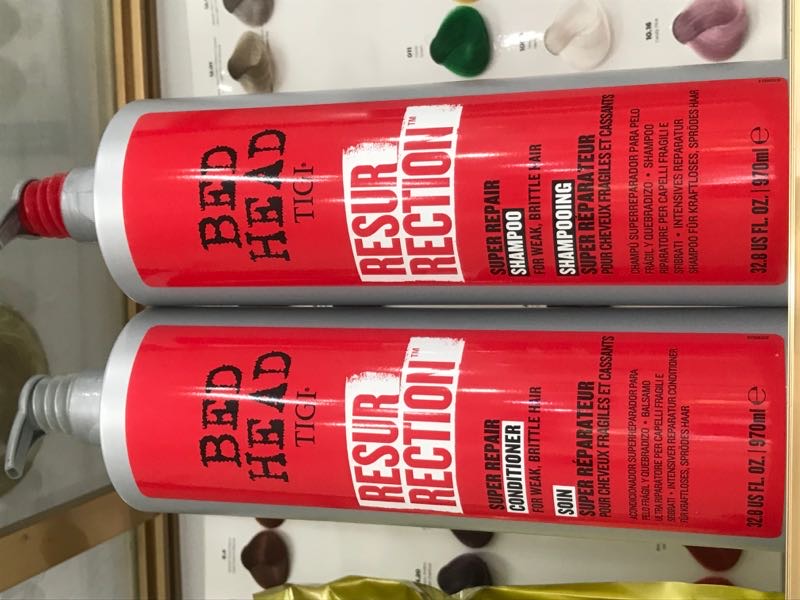 BED
HEAD
TIGI®
RESUR
RECTION™
SUPER REPAIR
CONDITIONER
FOR WEAK, BRITTLE HAIR
SOIN
SUPER RÉPARATEUR
POUR CHEVEUX FRAGILES ET CASSANTS
ACONDICIONADOR SUPERREPARADOR PARA
PELO FRÁGIL Y QUEBRADIZO • BALSAMO
ULTRA RIPARATORE PER CAPELLI FRAGILI E
SFIBRATI • INTENSIVER REPARATUR CONDITIONER
FÜR KRAFTLOSES, SPRÖDES HAAR
32.8 US FL. OZ. | 970ml ℮
BED
HEAD
TIGI®
RESUR
RECTION™
SUPER REPAIR
SHAMPOO
FOR WEAK, BRITTLE HAIR
SHAMPOOING
SUPER RÉPARATEUR
POUR CHEVEUX FRAGILES ET CASSANTS
CHAMPÚ SUPERREPARADOR PARA PELO
FRÁGIL Y QUEBRADIZO • SHAMPOO
RIPARATORE PER CAPELLI FRAGILI E
SFIBRATI • INTENSIVES REPARATUR
SHAMPOO FÜR KRAFTLOSES, SPRÖDES HAAR
32.8 US FL. OZ. | 970ml ℮
10.16